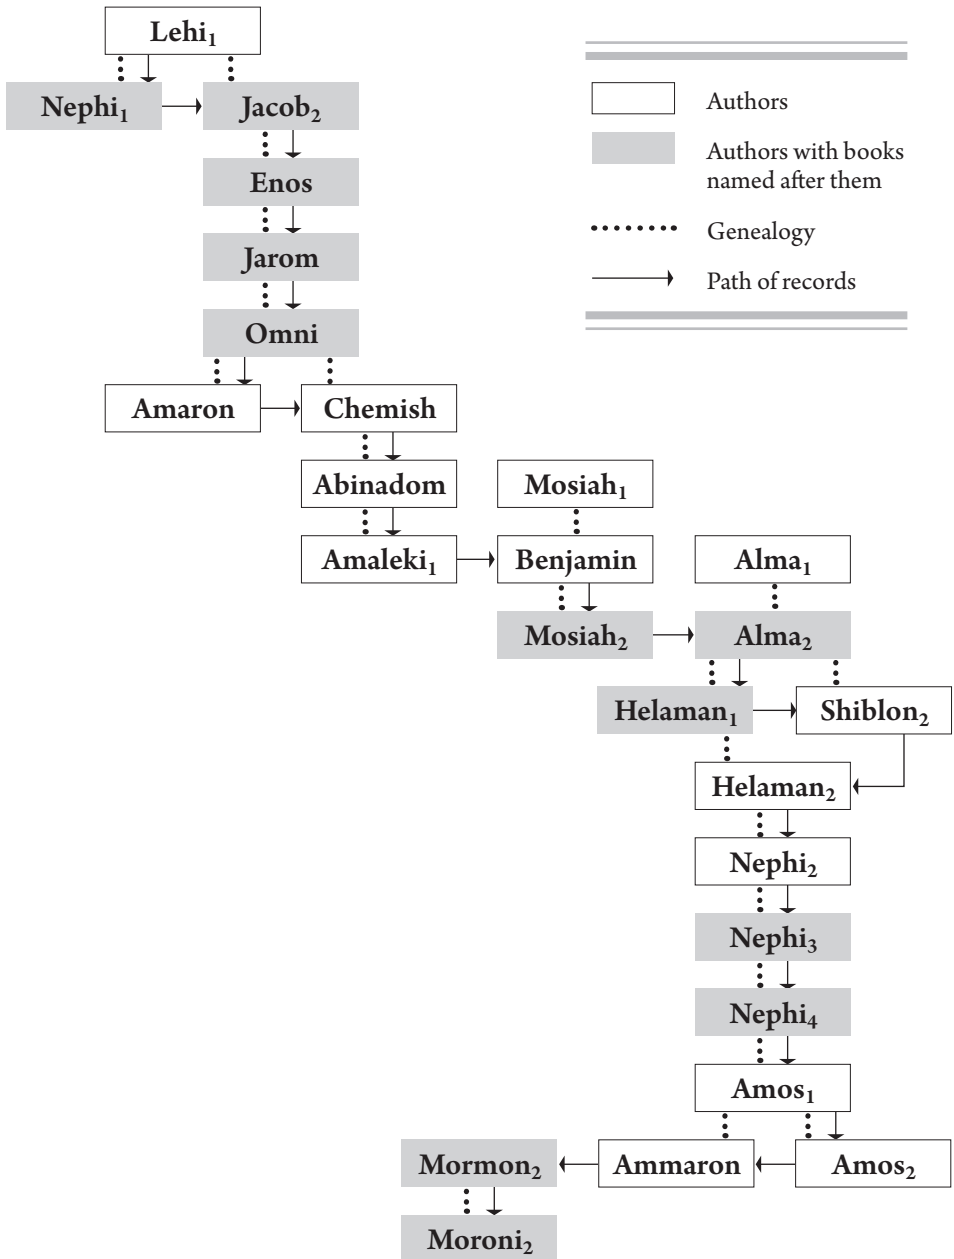 Lehi₁
Nephi₁ Jacob₂
Enos
Jarom
Omni
Amaron Chemish
Abinadom Mosiah₁
Amaleki₁ Benjamin Alma₁
Mosiah₂ Alma₂
Helaman₁ Shiblon₂
Helaman₂
Nephi₂
Nephi₃
Nephi₄
Amos₁
Mormon₂ Ammaron Amos₂
Moroni₂
Authors
Authors with books
named after them
Genealogy
Path of records